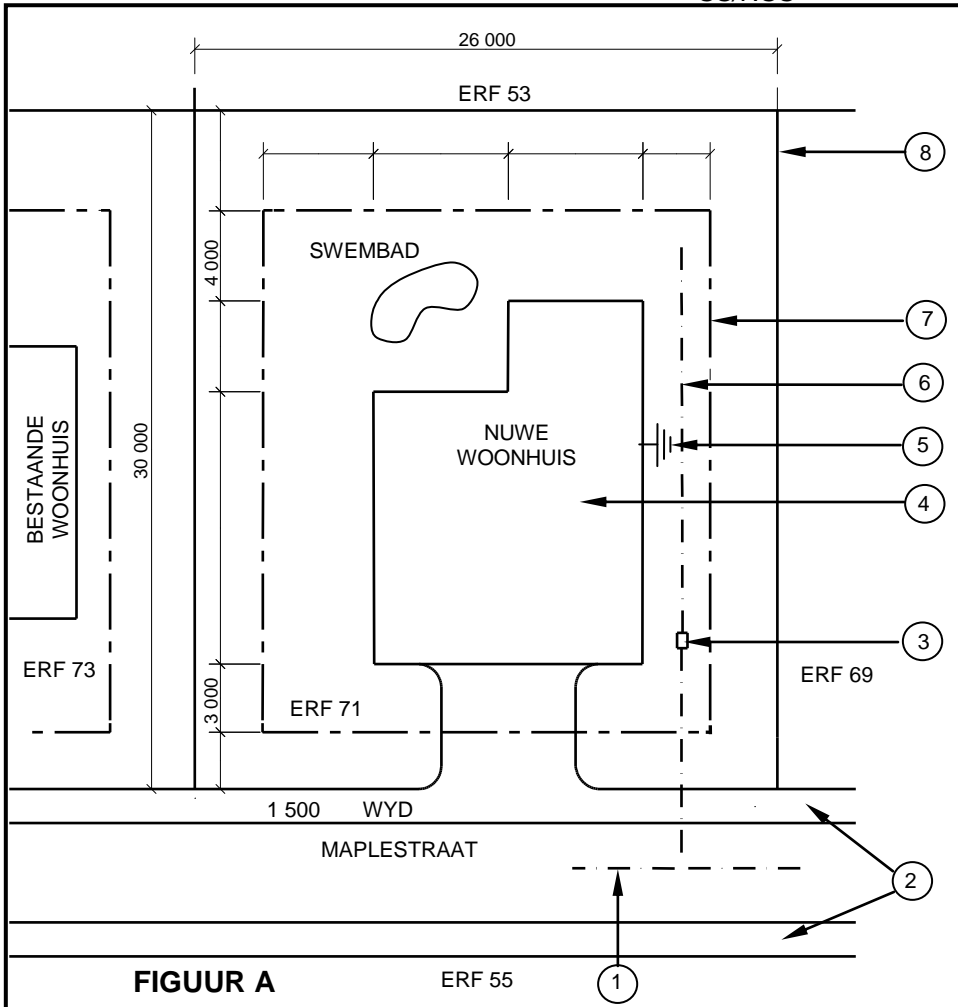 26 000
ERF 53
8
SWEMBAD
4 000
7
6
NUWE
WOONHUIS
5
BESTAANDE
WOONHUIS
30 000
4
3
ERF 73
ERF 69
3 000
ERF 71
1 500 WYD
MAPLESTRAAT
2
FIGUUR A
ERF 55
1